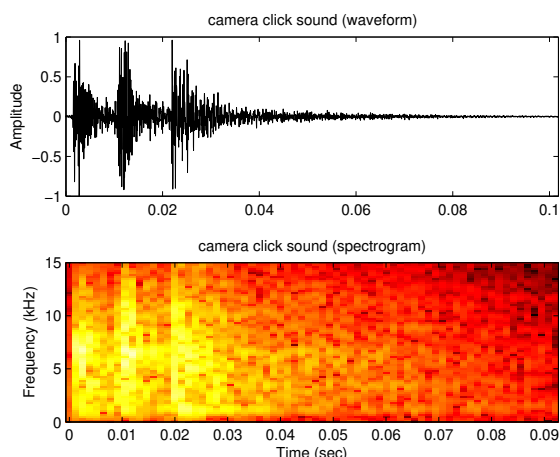 camera click sound (waveform)
1
0.5
0
−0.5
−1
Amplitude
0 0.02 0.04 0.06 0.08 0.1
camera click sound (spectrogram)
15
10
5
0
Frequency (kHz)
0 0.01 0.02 0.03 0.04 0.05 0.06 0.07 0.08 0.09
Time (sec)